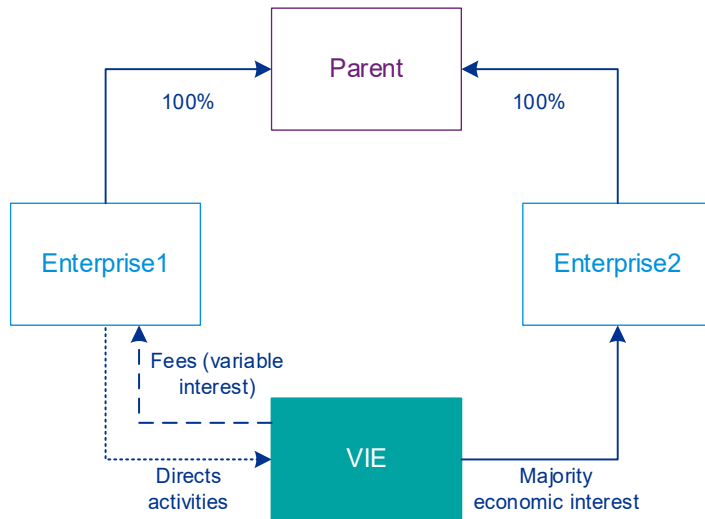 Parent
100%
100%
Enterprise1
Enterprise2
Fees (variable
interest)
VIE
Directs
activities
Majority
economic interest